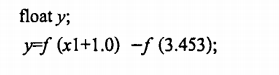 float y;
y=f (x1+1.0) −f (3.453);